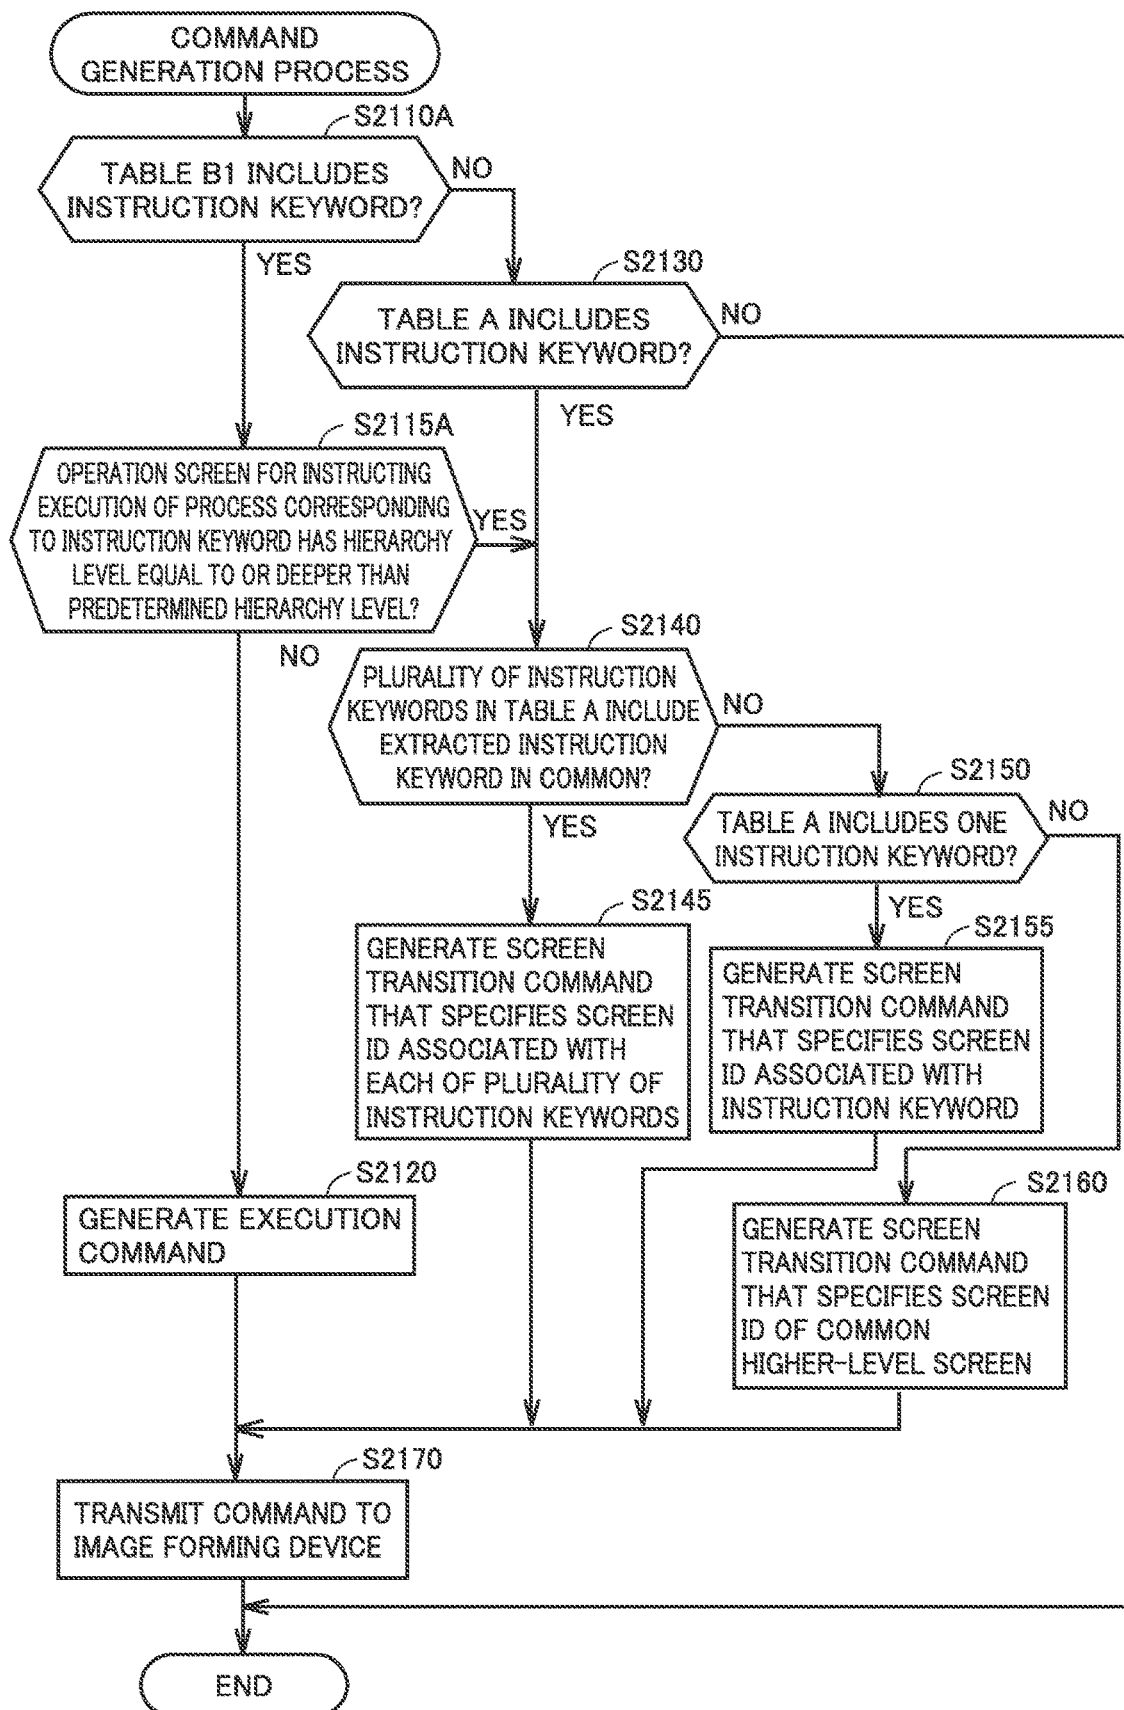 COMMAND
GENERATION PROCESS
S2110A
TABLE B1 INCLUDES
INSTRUCTION KEYWORD?
NO
YES
S2130
TABLE A INCLUDES
INSTRUCTION KEYWORD?
NO
YES
S2115A
OPERATION SCREEN FOR INSTRUCTING
EXECUTION OF PROCESS CORRESPONDING
TO INSTRUCTION KEYWORD HAS HIERARCHY
LEVEL EQUAL TO OR DEEPER THAN
PREDETERMINED HIERARCHY LEVEL?
YES
NO
S2140
PLURALITY OF INSTRUCTION
KEYWORDS IN TABLE A INCLUDE
EXTRACTED INSTRUCTION
KEYWORD IN COMMON?
NO
YES
S2150
TABLE A INCLUDES ONE
INSTRUCTION KEYWORD?
NO
YES
S2145
GENERATE SCREEN
TRANSITION COMMAND
THAT SPECIFIES SCREEN
ID ASSOCIATED WITH
EACH OF PLURALITY OF
INSTRUCTION KEYWORDS
S2155
GENERATE SCREEN
TRANSITION COMMAND
THAT SPECIFIES SCREEN
ID ASSOCIATED WITH
INSTRUCTION KEYWORD
S2120
GENERATE EXECUTION
COMMAND
S2160
GENERATE SCREEN
TRANSITION COMMAND
THAT SPECIFIES SCREEN
ID OF COMMON
HIGHER-LEVEL SCREEN
S2170
TRANSMIT COMMAND TO
IMAGE FORMING DEVICE
END